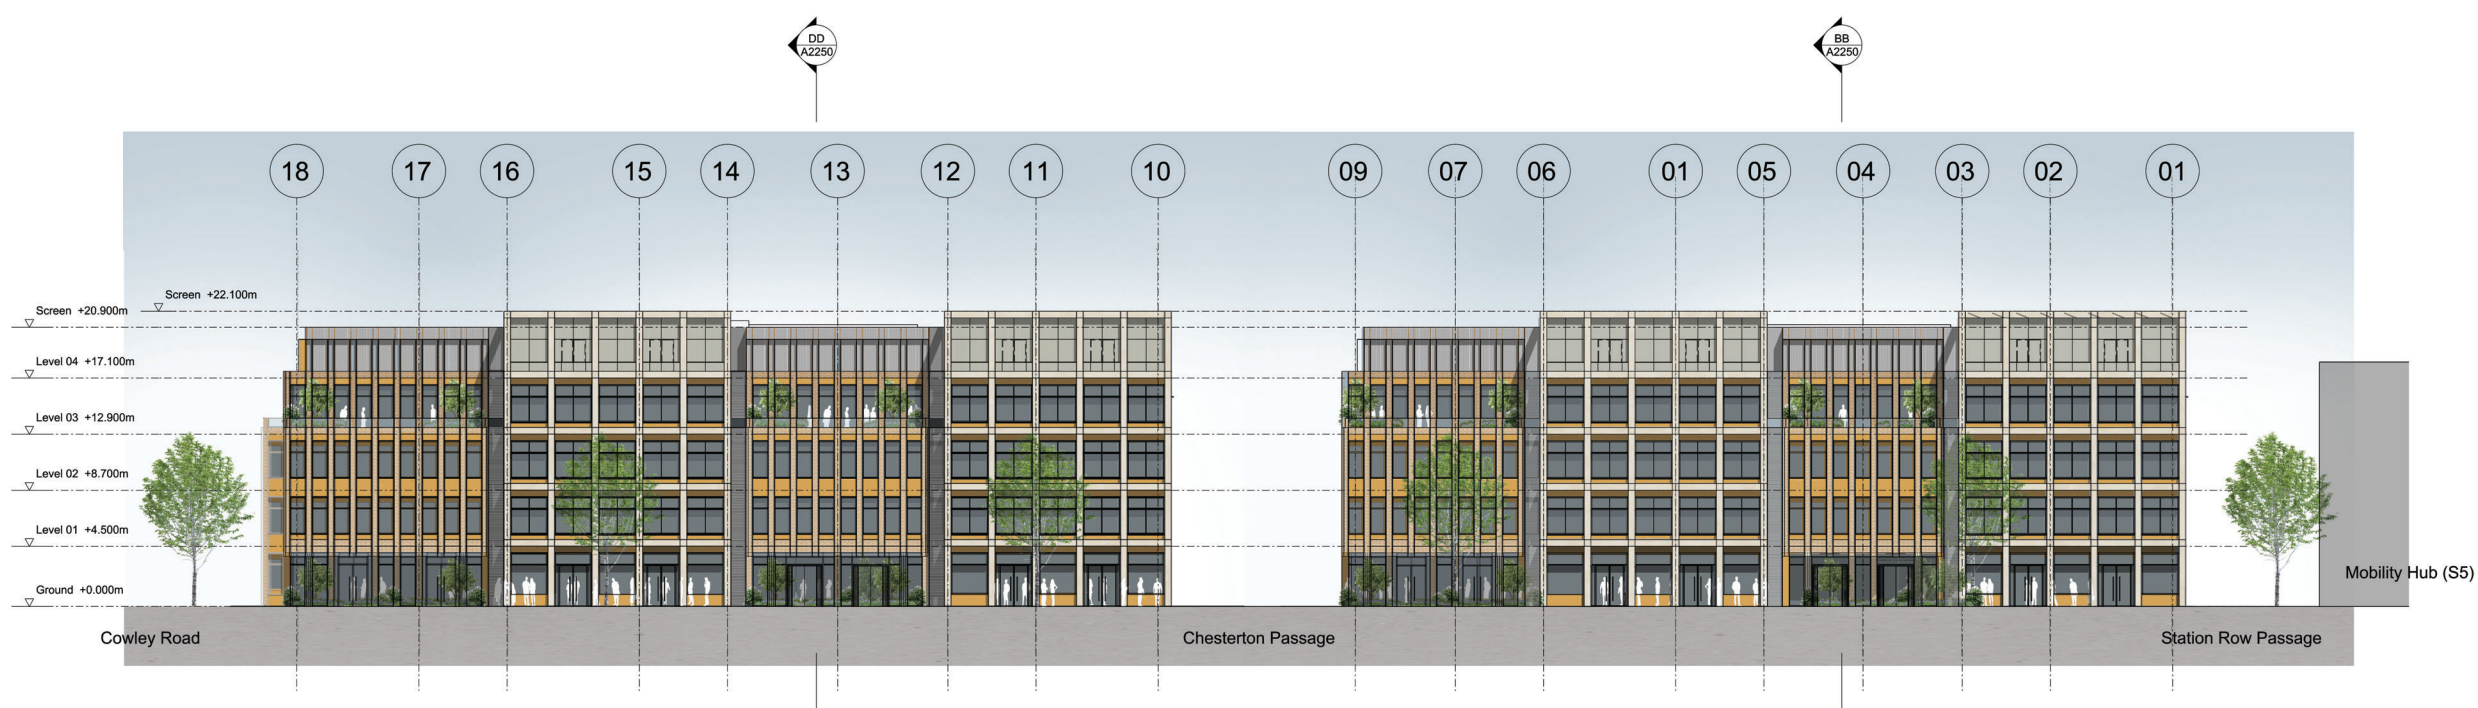 DD
A2250
BB
A2250
18 17 16 15 14 13 12 11 10 09 07 06 01 05 04 03 02 01
Screen +22.100m
Screen +20.900m
Level 04 +17.100m
Level 03 +12.900m
Level 02 +8.700m
Level 01 +4.500m
Ground +0.000m
Mobility Hub (S5)
Cowley Road
Chesterton Passage
Station Row Passage